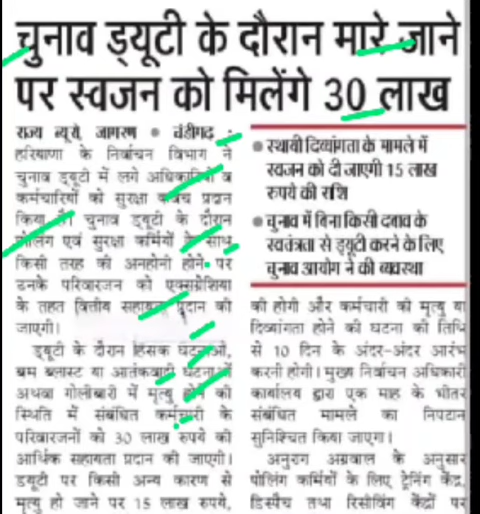 चुनाव ड्यूटी के दौरान मारे जाने
पर स्वजन को मिलेंगे 30 लाख
राज्य ब्यूरो, जागरण • चंडीगढ़ :
हरियाणा के निर्वाचन विभाग ने
चुनाव ड्यूटी में लगे अधिकारियों व
कर्मचारियों को सुरक्षा कवच प्रदान
किया है। चुनाव ड्यूटी के दौरान
पोलिंग एवं सुरक्षा कर्मियों के साथ
किसी तरह की अनहोनी होने पर
उनके परिवारजन को एक्सग्रेशिया
के तहत वित्तीय सहायता प्रदान की
जाएगी।
ड्यूटी के दौरान हिंसक घटनाओं,
बम ब्लास्ट या आतंकवादी घटनाओं
अथवा गोलीबारी में मृत्यु होने की
स्थिति में संबंधित कर्मचारी के
परिवारजनों को 30 लाख रुपये की
आर्थिक सहायता प्रदान की जाएगी।
ड्यूटी पर किसी अन्य कारण से
मृत्यु हो जाने पर 15 लाख रुपये,
• स्थायी दिव्यांगता के मामले में
स्वजन को दी जाएगी 15 लाख
रुपये की राशि
• चुनाव में बिना किसी दबाव के
स्वतंत्रता से ड्यूटी करने के लिए
चुनाव आयोग ने की व्यवस्था
की होगी और कर्मचारी की मृत्यु या
दिव्यांगता होने की घटना की तिथि
से 10 दिन के अंदर-अंदर आरंभ
करनी होगी। मुख्य निर्वाचन अधिकारी
कार्यालय द्वारा एक माह के भीतर
संबंधित मामले का निपटान
सुनिश्चित किया जाएगा।
अनुराग अग्रवाल के अनुसार
पोलिंग कर्मियों के लिए ट्रेनिंग केंद्र,
डिस्पैच तथा रिसीविंग केंद्रों पर